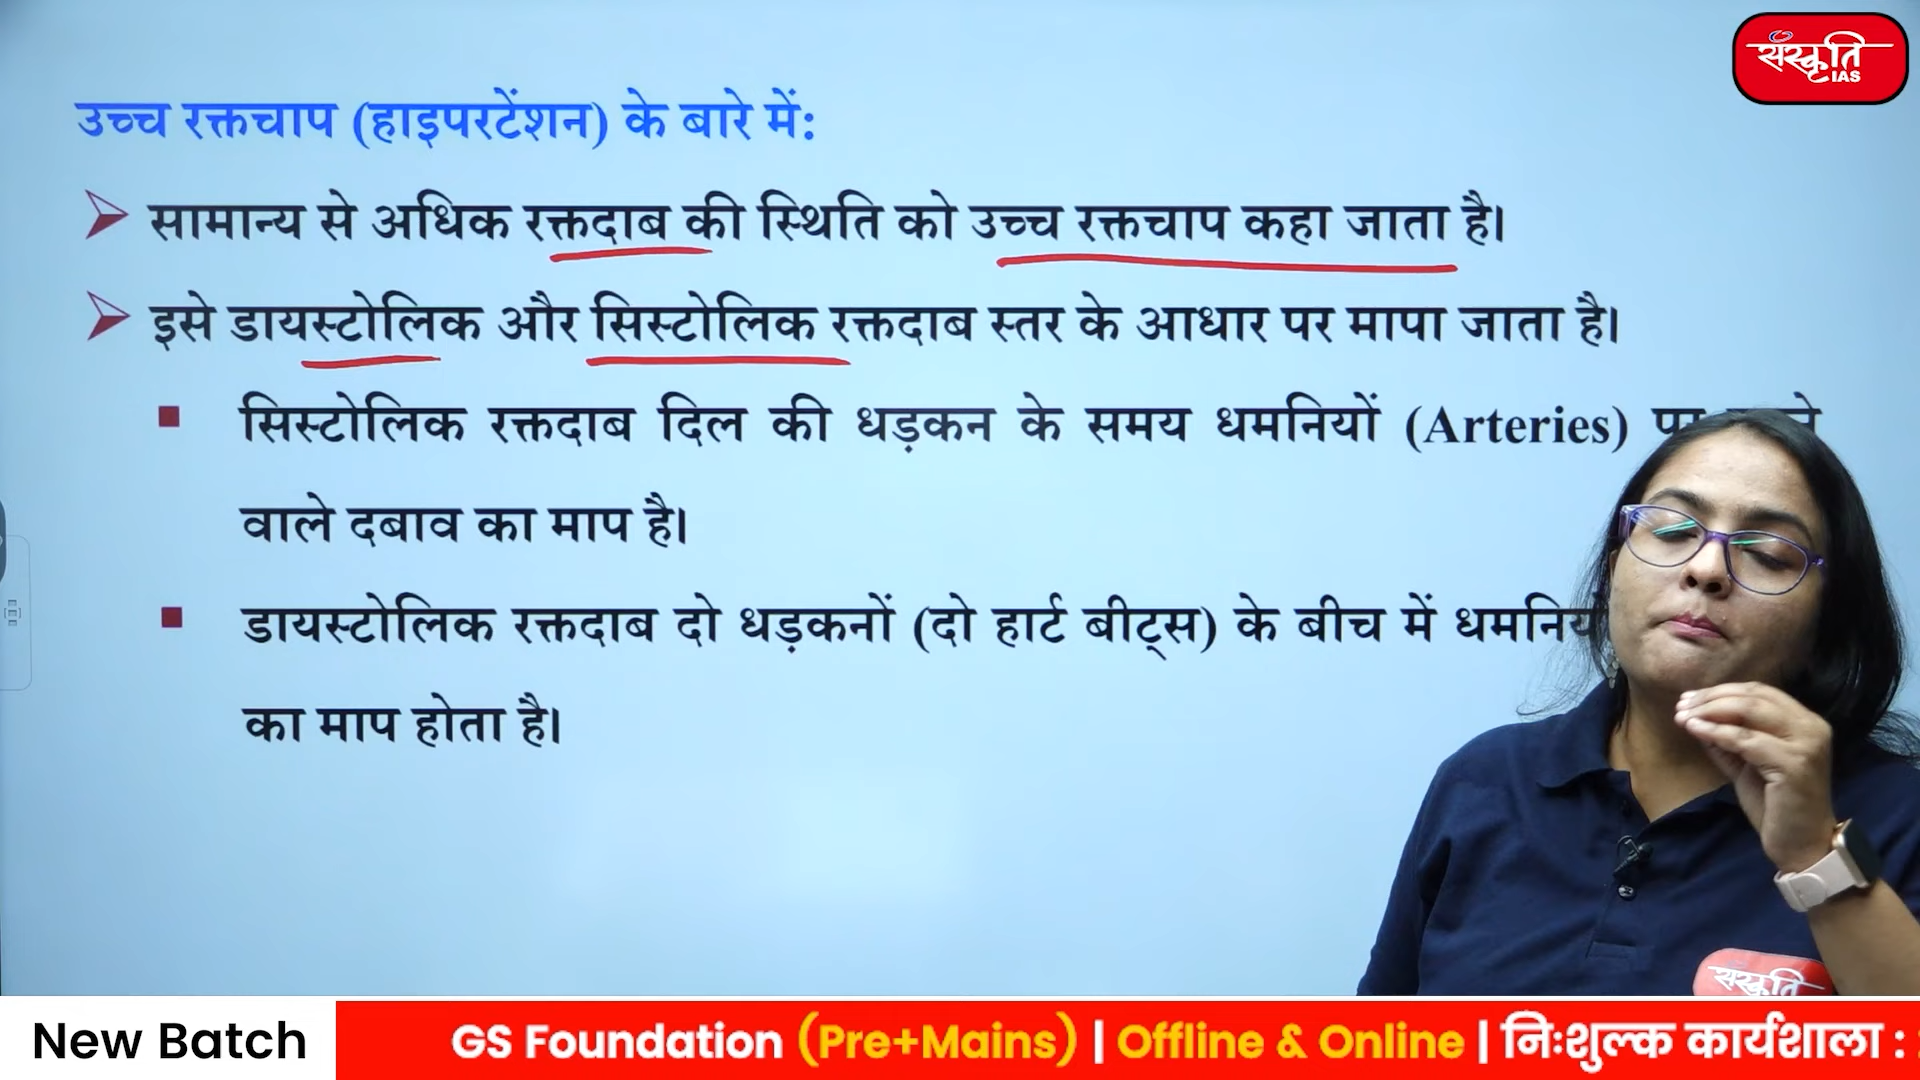 संस्कृति
IAS
उच्च रक्तचाप (हाइपरटेंशन) के बारे में:
सामान्य से अधिक रक्तदाब की स्थिति को उच्च रक्तचाप कहा जाता है।
इसे डायस्टोलिक और सिस्टोलिक रक्तदाब स्तर के आधार पर मापा जाता है।
सिस्टोलिक रक्तदाब दिल की धड़कन के समय धमनियों (Arteries)
वाले दबाव का माप है।
डायस्टोलिक रक्तदाब दो धड़कनों (दो हार्ट बीट्स) के बीच में
का माप होता है।
संस्कृति
New Batch
GS Foundation (Pre+Mains) | Offline & Online | निःशुल्क कार्यशाला :